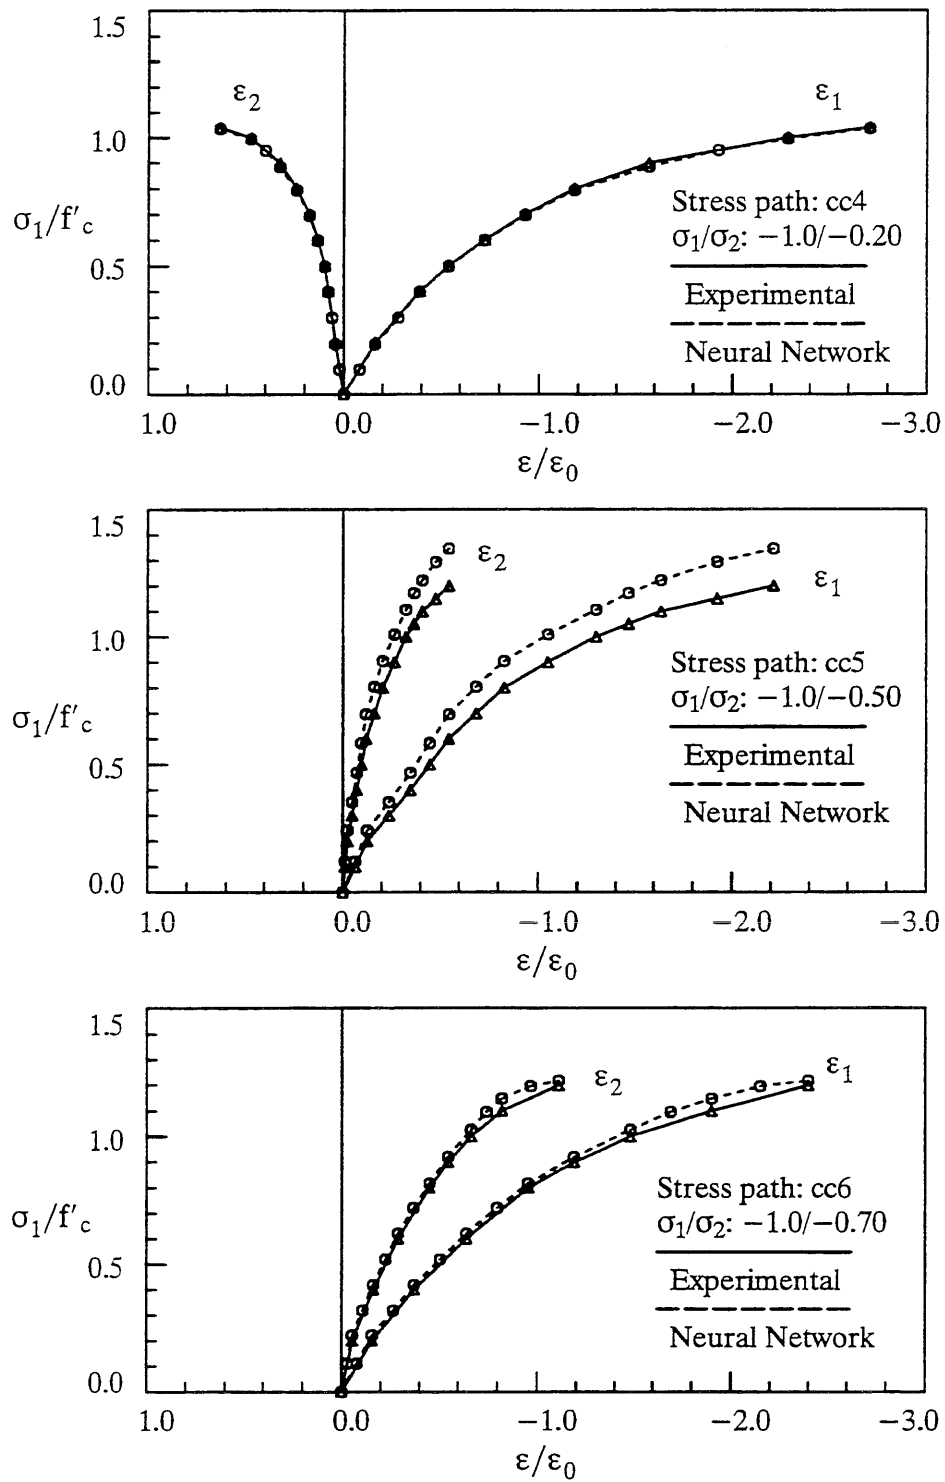 1.5
ε₂
ε₁
1.0
σ₁/f'c
Stress path: cc4
σ₁/σ₂: −1.0/−0.20
0.5
Experimental
Neural Network
0.0
1.0 0.0 −1.0 −2.0 −3.0
ε/ε₀
1.5
ε₂
ε₁
1.0
Stress path: cc5
σ₁/σ₂: −1.0/−0.50
σ₁/f'c
Experimental
0.5
Neural Network
0.0
1.0 0.0 −1.0 −2.0 −3.0
ε/ε₀
1.5
ε₂
ε₁
1.0
Stress path: cc6
σ₁/f'c
σ₁/σ₂: −1.0/−0.70
0.5
Experimental
Neural Network
0.0
1.0 0.0 −1.0 −2.0 −3.0
ε/ε₀